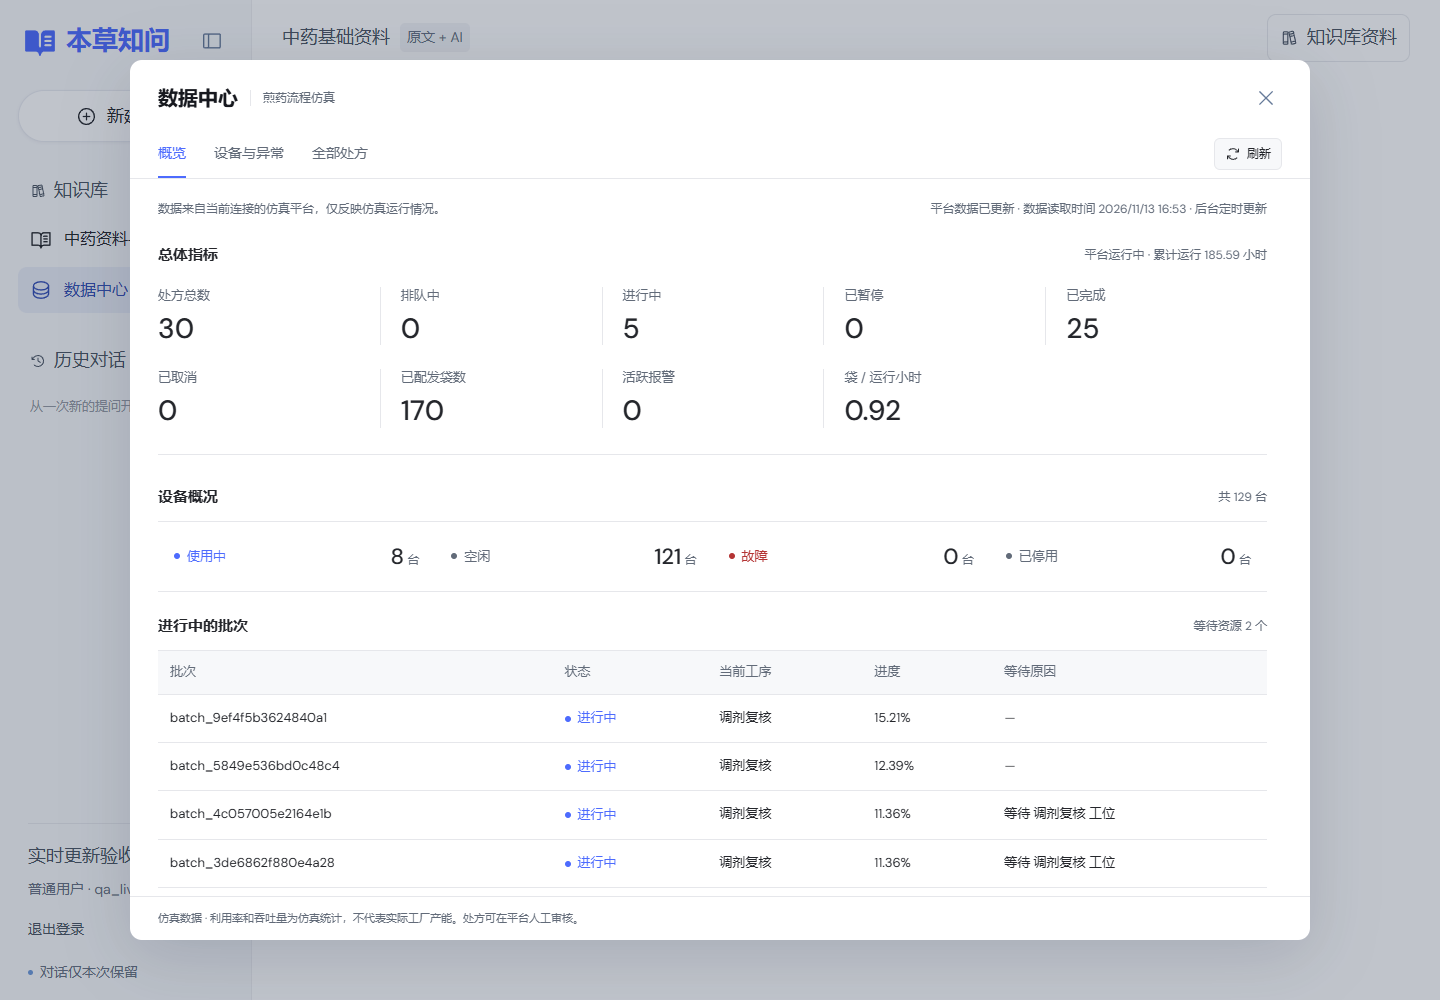 本草知问
中药基础资料
原文 + AI
知识库资料
新建
知识库
中药资料
数据中心
历史对话
从一次新的提问开
实时更新验收
普通用户 · qa_liv
退出登录
对话仅本次保留
数据中心
煎药流程仿真
概览
设备与异常
全部处方
刷新
数据来自当前连接的仿真平台，仅反映仿真运行情况。
平台数据已更新 · 数据读取时间 2026/11/13 16:53 · 后台定时更新
总体指标
平台运行中 · 累计运行 185.59 小时
处方总数
30
排队中
0
进行中
5
已暂停
0
已完成
25
已取消
0
已配发袋数
170
活跃报警
0
袋 / 运行小时
0.92
设备概况
共 129 台
使用中 8 台
空闲 121 台
故障 0 台
已停用 0 台
进行中的批次
等待资源 2 个
批次 状态 当前工序 进度 等待原因
batch_9ef4f5b3624840a1 进行中 调剂复核 15.21% —
batch_5849e536bd0c48c4 进行中 调剂复核 12.39% —
batch_4c057005e2164e1b 进行中 调剂复核 11.36% 等待 调剂复核 工位
batch_3de6862f880e4a28 进行中 调剂复核 11.36% 等待 调剂复核 工位
仿真数据 · 利用率和吞吐量为仿真统计，不代表实际工厂产能。处方可在平台人工审核。